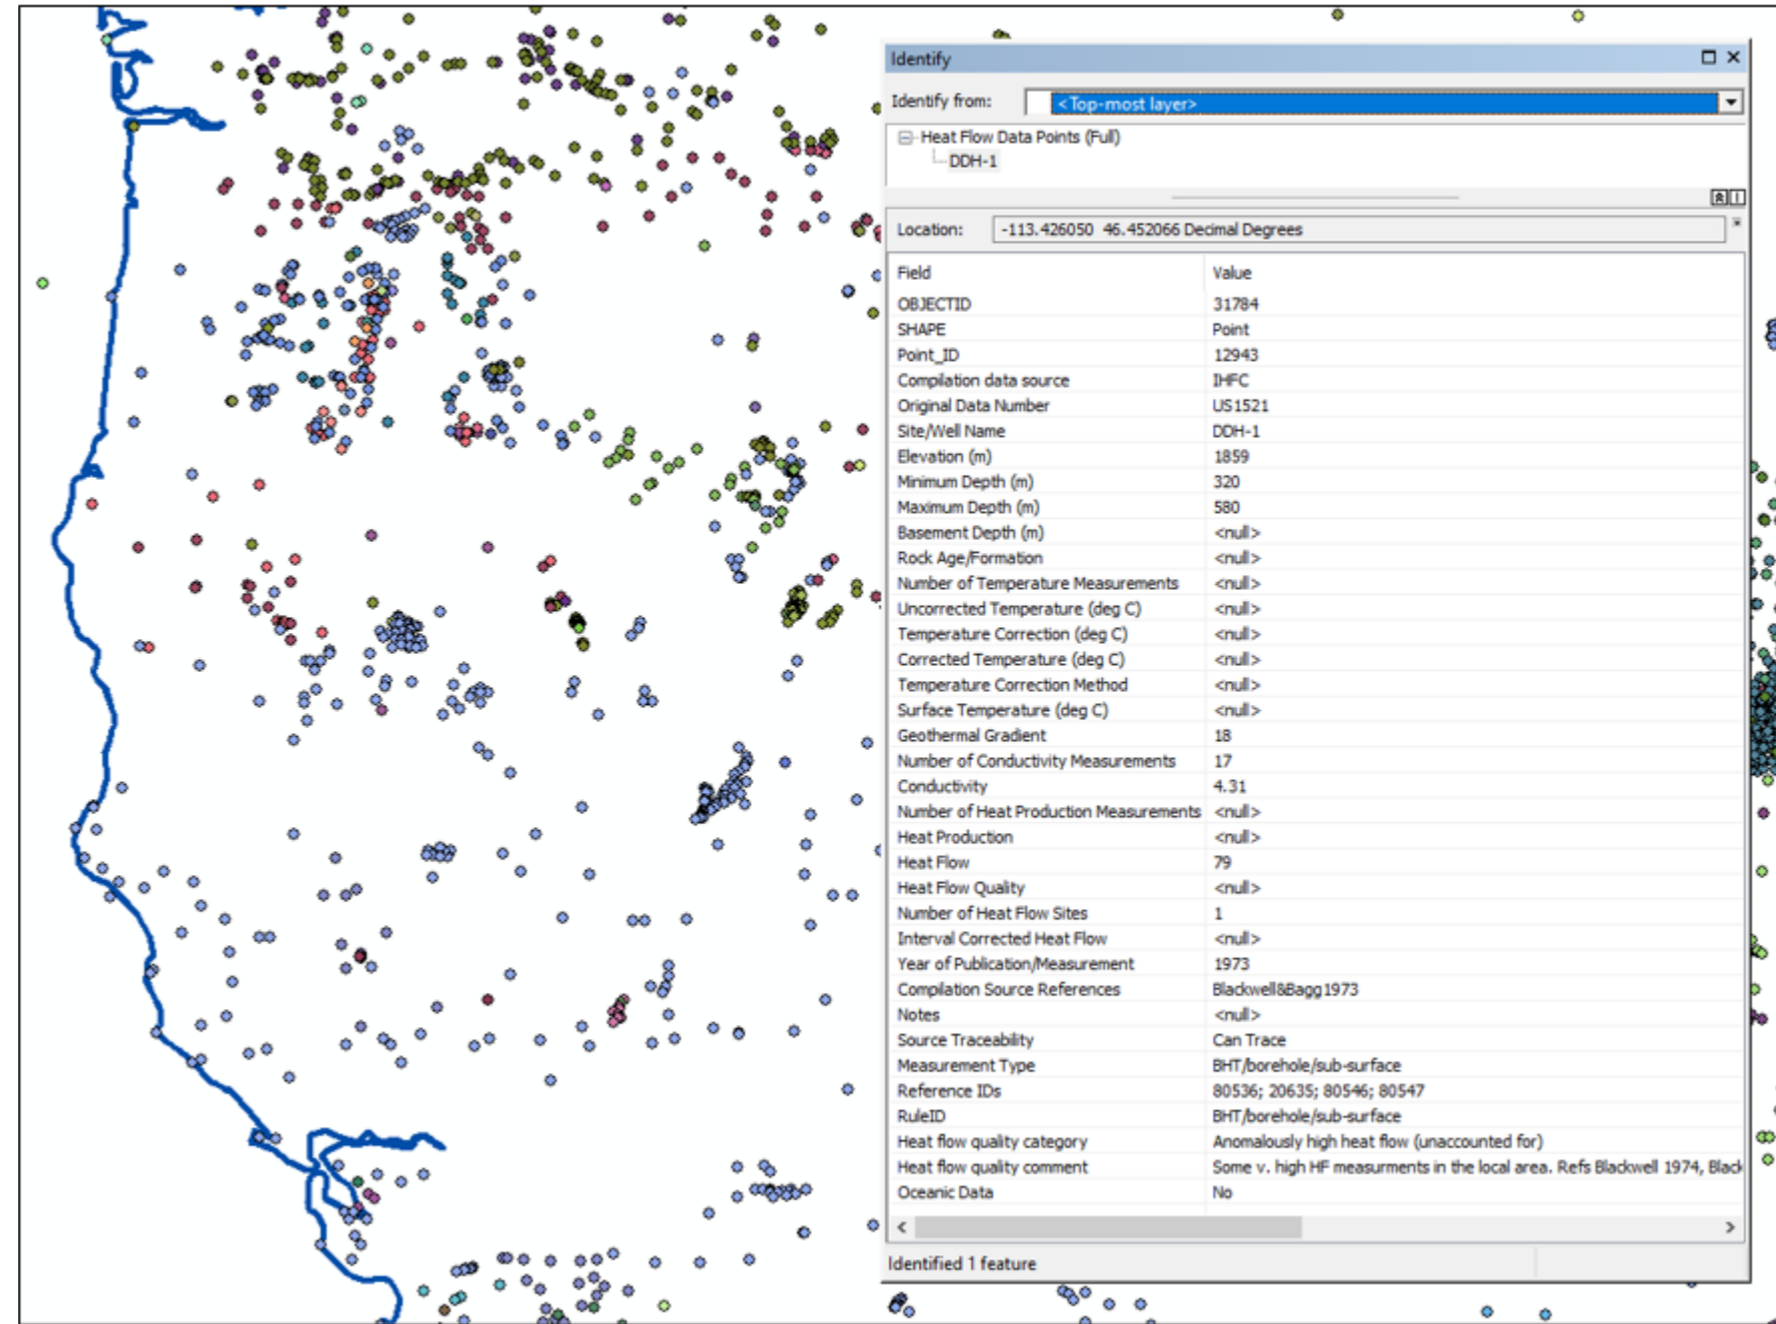 Identify
Identify from: <Top-most layer>
Heat Flow Data Points (Full)
DDH-1
Location: -113.426050 46.452066 Decimal Degrees
Field Value
OBJECTID 31784
SHAPE Point
Point_ID 12943
Compilation data source IHFC
Original Data Number US1521
Site/Well Name DDH-1
Elevation (m) 1859
Minimum Depth (m) 320
Maximum Depth (m) 580
Basement Depth (m) <null>
Rock Age/Formation <null>
Number of Temperature Measurements <null>
Uncorrected Temperature (deg C) <null>
Temperature Correction (deg C) <null>
Corrected Temperature (deg C) <null>
Temperature Correction Method <null>
Surface Temperature (deg C) <null>
Geothermal Gradient 18
Number of Conductivity Measurements 17
Conductivity 4.31
Number of Heat Production Measurements <null>
Heat Production <null>
Heat Flow 79
Heat Flow Quality <null>
Number of Heat Flow Sites 1
Interval Corrected Heat Flow <null>
Year of Publication/Measurement 1973
Compilation Source References Blackwell&Bagg1973
Notes <null>
Source Traceability Can Trace
Measurement Type BHT/borehole/sub-surface
Reference IDs 80536; 20635; 80546; 80547
RuleID BHT/borehole/sub-surface
Heat flow quality category Anomalously high heat flow (unaccounted for)
Heat flow quality comment Some v. high HF measurments in the local area. Refs Blackwell 1974, Black
Oceanic Data No
Identified 1 feature